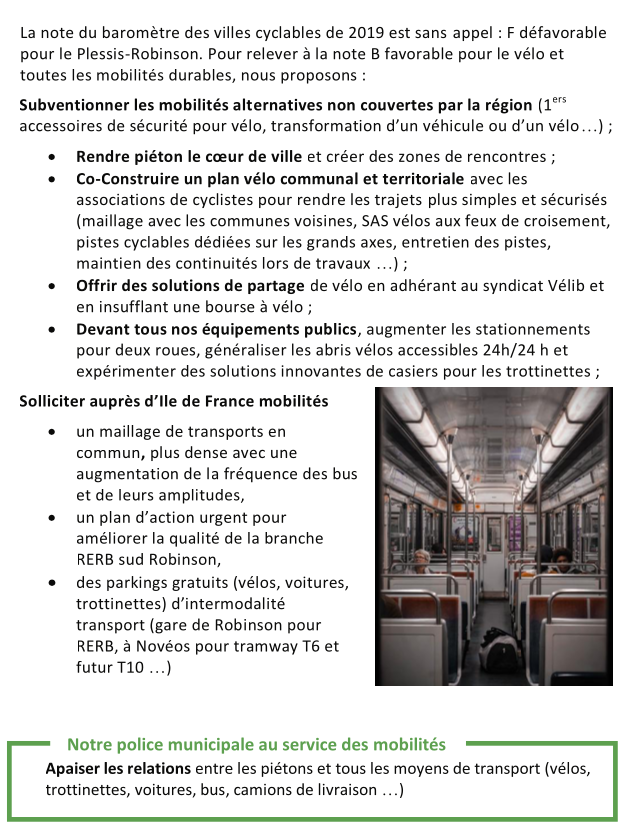 La note du baromètre des villes cyclables de 2019 est sans appel : F défavorable
pour le Plessis-Robinson. Pour relever à la note B favorable pour le vélo et
toutes les mobilités durables, nous proposons :
Subventionner les mobilités alternatives non couvertes par la région (1ers
accessoires de sécurité pour vélo, transformation d'un véhicule ou d'un vélo…) ;
• Rendre piéton le cœur de ville et créer des zones de rencontres ;
• Co-Construire un plan vélo communal et territoriale avec les
associations de cyclistes pour rendre les trajets plus simples et sécurisés
(maillage avec les communes voisines, SAS vélos aux feux de croisement,
pistes cyclables dédiées sur les grands axes, entretien des pistes,
maintien des continuités lors de travaux …) ;
• Offrir des solutions de partage de vélo en adhérant au syndicat Vélib et
en insufflant une bourse à vélo ;
• Devant tous nos équipements publics, augmenter les stationnements
pour deux roues, généraliser les abris vélos accessibles 24h/24 h et
expérimenter des solutions innovantes de casiers pour les trottinettes ;
Solliciter auprès d'Ile de France mobilités
• un maillage de transports en
commun, plus dense avec une
augmentation de la fréquence des bus
et de leurs amplitudes,
• un plan d'action urgent pour
améliorer la qualité de la branche
RERB sud Robinson,
• des parkings gratuits (vélos, voitures,
trottinettes) d'intermodalité
transport (gare de Robinson pour
RERB, à Novéos pour tramway T6 et
futur T10 …)
Notre police municipale au service des mobilités
Apaiser les relations entre les piétons et tous les moyens de transport (vélos,
trottinettes, voitures, bus, camions de livraison …)